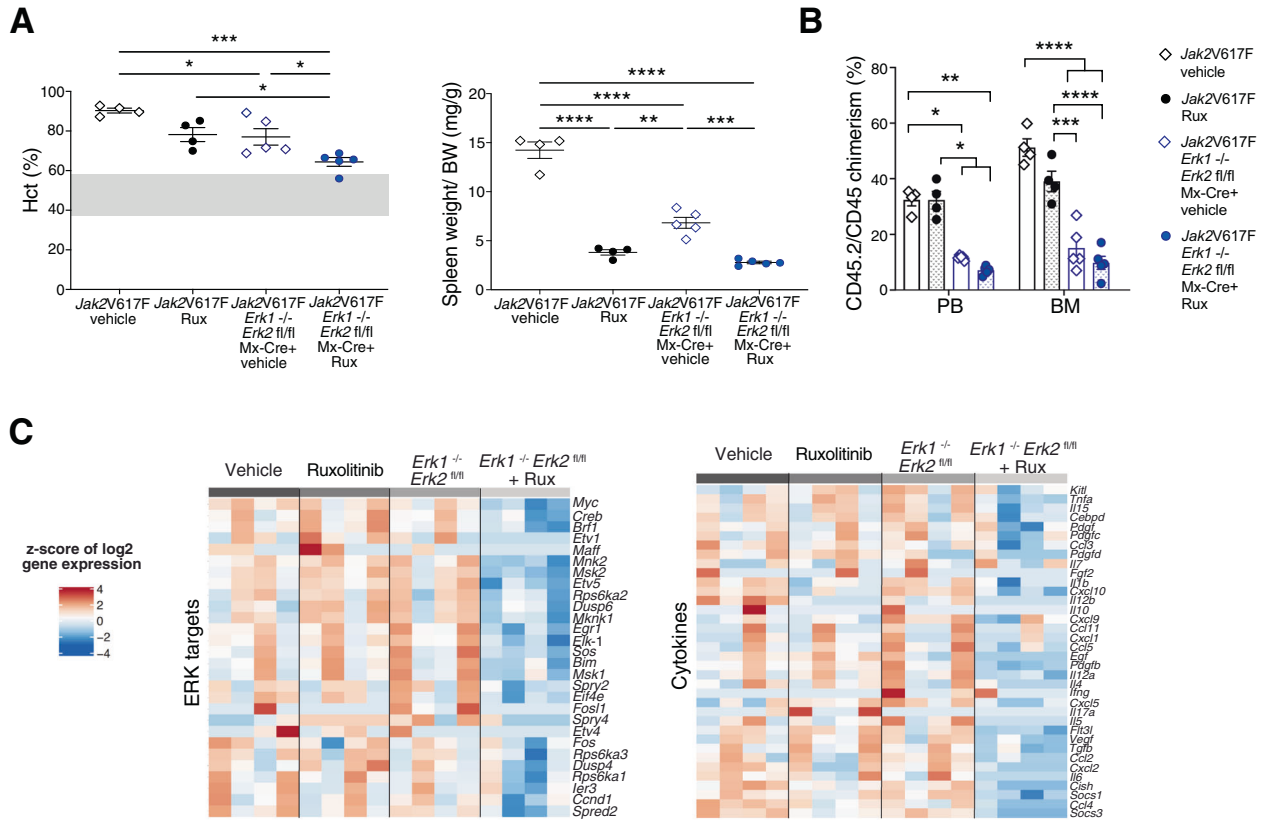 A
***
*
*
*
Hct (%)
100
80
60
40
20
0
Jak2V617F
vehicle
Jak2V617F
Rux
Jak2V617F
Erk1 -/-
Erk2 fl/fl
Mx-Cre+
vehicle
Jak2V617F
Erk1 -/-
Erk2 fl/fl
Mx-Cre+
Rux
****
****
****
**
***
Spleen weight/ BW (mg/g)
20
15
10
5
0
Jak2V617F
vehicle
Jak2V617F
Rux
Jak2V617F
Erk1 -/-
Erk2 fl/fl
Mx-Cre+
vehicle
Jak2V617F
Erk1 -/-
Erk2 fl/fl
Mx-Cre+
Rux
B
CD45.2/CD45 chimerism (%)
80
60
40
20
0
**
*
*
****
****
***
PB
BM
Jak2V617F
vehicle
Jak2V617F
Rux
Jak2V617F
Erk1 -/-
Erk2 fl/fl
Mx-Cre+
vehicle
Jak2V617F
Erk1 -/-
Erk2 fl/fl
Mx-Cre+
Rux
C
z-score of log2
gene expression
4
2
0
−2
−4
ERK targets
Vehicle
Ruxolitinib
Erk1 -/-
Erk2 fl/fl
Erk1 -/- Erk2 fl/fl
+ Rux
Myc
Creb
Brf1
Etv1
Maff
Mnk2
Msk2
Etv5
Rps6ka2
Dusp6
Mknk1
Egr1
Elk-1
Sos
Bim
Msk1
Spry2
Eif4e
Fosl1
Spry4
Etv4
Fos
Rps6ka3
Dusp4
Rps6ka1
Ier3
Ccnd1
Spred2
Cytokines
Vehicle
Ruxolitinib
Erk1 -/-
Erk2 fl/fl
Erk1 -/- Erk2 fl/fl
+ Rux
Kitl
Tnfa
Il15
Cebpd
Pdgf
Pdgfc
Ccl3
Pdgfd
Il7
Fgf2
Il1b
Cxcl10
Il12b
Il10
Cxcl9
Ccl11
Cxcl1
Ccl5
Egf
Pdgfb
Il12a
Il4
Ifng
Cxcl5
Il17a
Il5
Flt3l
Vegf
Tgfb
Ccl2
Cxcl2
Il6
Cish
Socs1
Ccl4
Socs3